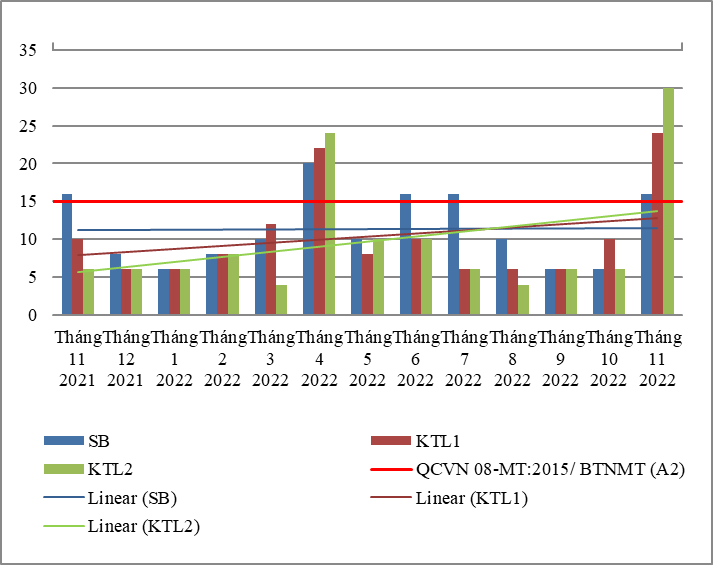 35
30
25
20
15
10
5
0
Tháng Tháng Tháng Tháng Tháng Tháng Tháng Tháng Tháng Tháng Tháng Tháng Tháng
11 12 1 2 3 4 5 6 7 8 9 10 11
2021 2021 2022 2022 2022 2022 2022 2022 2022 2022 2022 2022 2022
SB KTL1
KTL2 QCVN 08-MT:2015/ BTNMT (A2)
Linear (SB) Linear (KTL1)
Linear (KTL2)